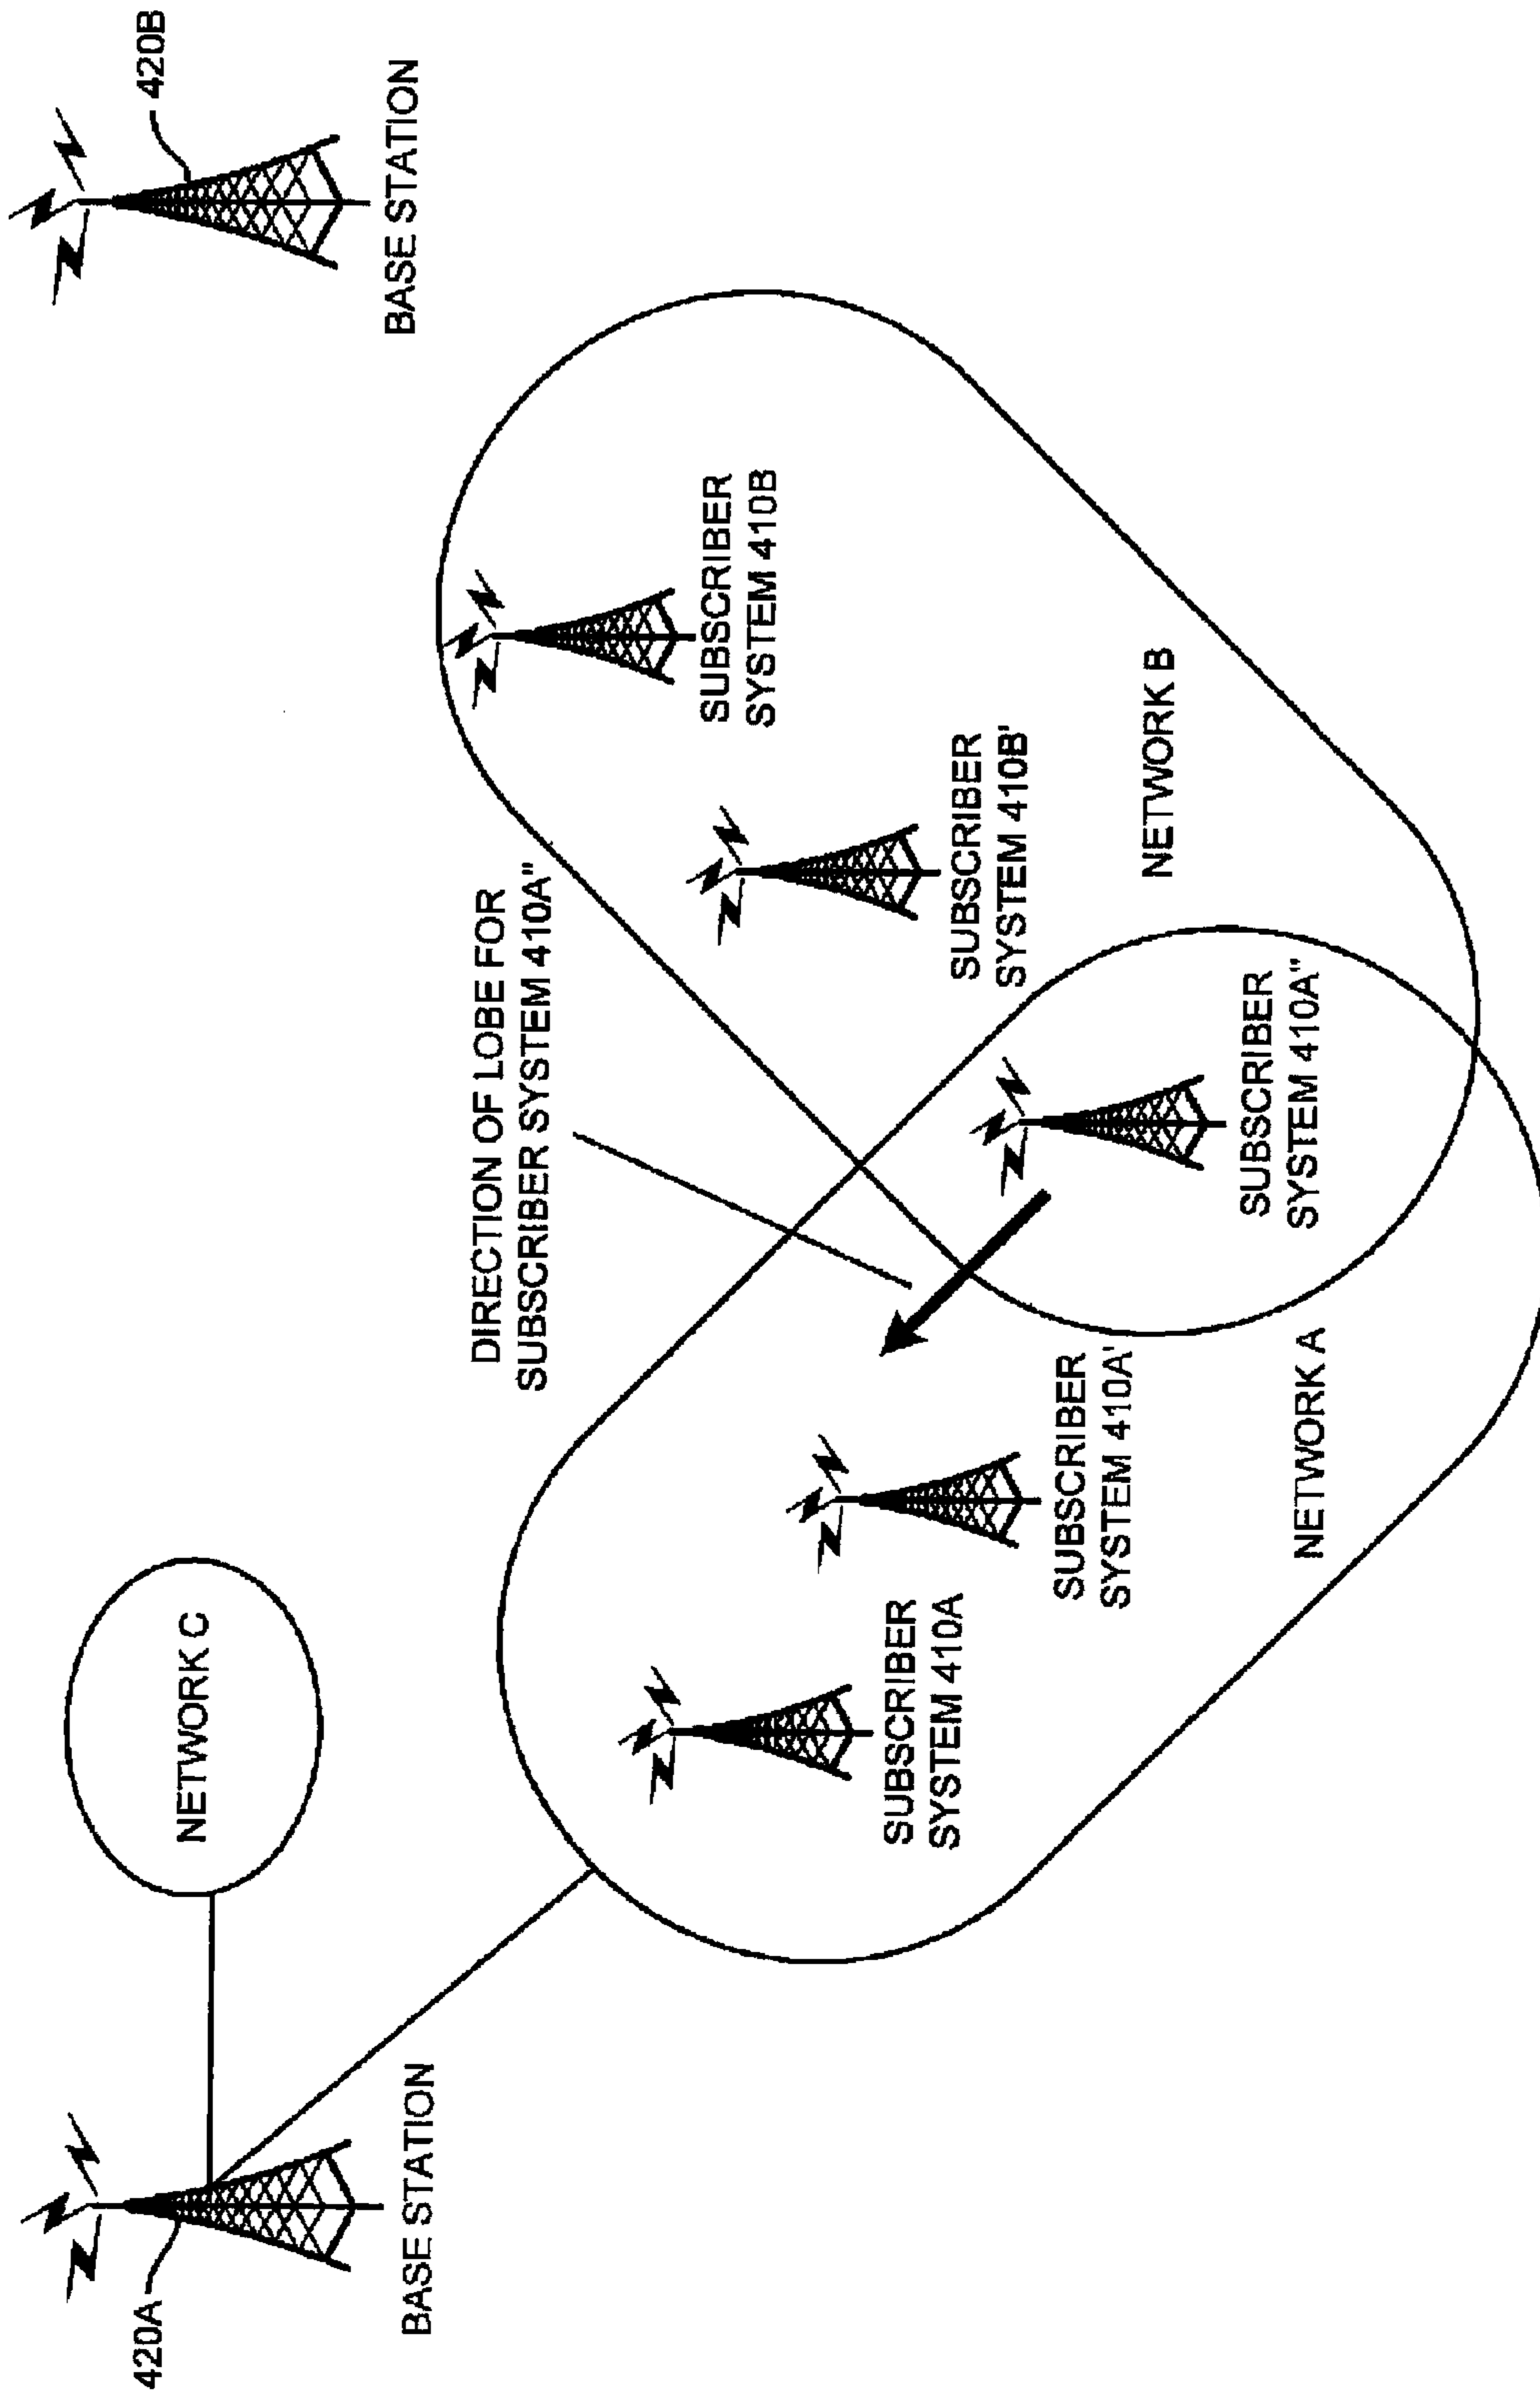 420A
BASE STATION
NETWORK C
420B
BASE STATION
DIRECTION OF LOBE FOR
SUBSCRIBER SYSTEM 410A"
SUBSCRIBER
SYSTEM 410A
SUBSCRIBER
SYSTEM 410A'
SUBSCRIBER
SYSTEM 410A"
SUBSCRIBER
SYSTEM 410B'
SUBSCRIBER
SYSTEM 410B
NETWORK A
NETWORK B